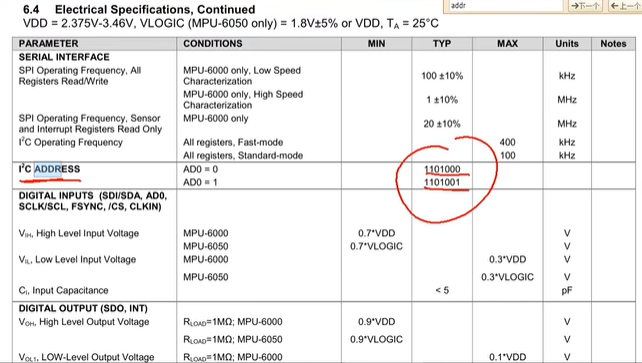 addr
→下一个
←上一个
6.4 Electrical Specifications, Continued
VDD = 2.375V-3.46V, VLOGIC (MPU-6050 only) = 1.8V±5% or VDD, TA = 25°C
PARAMETER CONDITIONS MIN TYP MAX Units Notes
SERIAL INTERFACE
SPI Operating Frequency, All Registers Read/Write MPU-6000 only, Low Speed Characterization 100 ±10% kHz
MPU-6000 only, High Speed Characterization 1 ±10% MHz
SPI Operating Frequency, Sensor and Interrupt Registers Read Only MPU-6000 only 20 ±10% MHz
I²C Operating Frequency All registers, Fast-mode 400 kHz
All registers, Standard-mode 100 kHz
I²C ADDRESS AD0 = 0 1101000
AD0 = 1 1101001
DIGITAL INPUTS (SDI/SDA, AD0, SCLK/SCL, FSYNC, /CS, CLKIN)
VIH, High Level Input Voltage MPU-6000 0.7*VDD V
MPU-6050 0.7*VLOGIC V
VIL, Low Level Input Voltage MPU-6000 0.3*VDD V
MPU-6050 0.3*VLOGIC V
CI, Input Capacitance < 5 pF
DIGITAL OUTPUT (SDO, INT)
VOH, High Level Output Voltage RLOAD=1MΩ; MPU-6000 0.9*VDD V
RLOAD=1MΩ; MPU-6050 0.9*VLOGIC V
VOL1, LOW-Level Output Voltage RLOAD=1MΩ; MPU-6000 0.1*VDD V